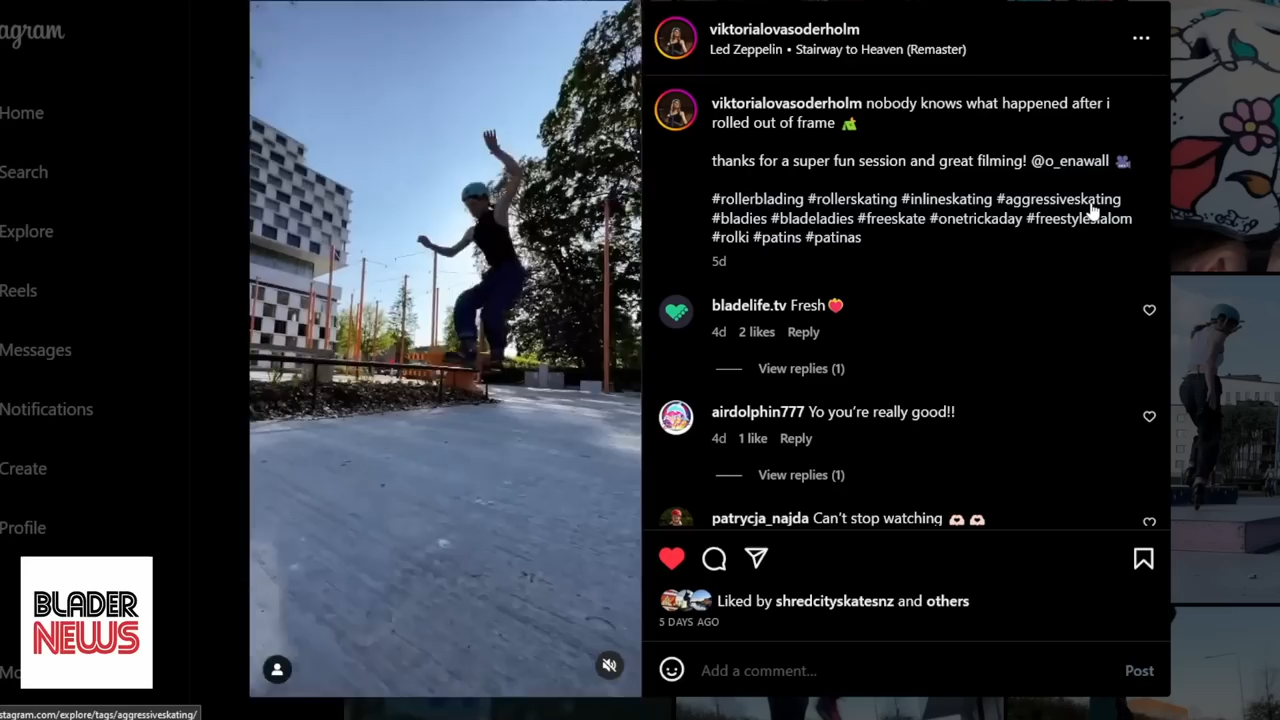 agram
Home
Search
Explore
Reels
Messages
Notifications
Create
Profile
Mo
BLADER
NEWS
stagram.com/explore/tags/aggressiveskating/
viktorialovasoderholm
Led Zeppelin • Stairway to Heaven (Remaster)
viktorialovasoderholm nobody knows what happened after i
rolled out of frame
thanks for a super fun session and great filming! @o_enawall
#rollerblading #rollerskating #inlineskating #aggressiveskating
#bladies #bladeladies #freeskate #onetrickaday #freestyleslalom
#rolki #patins #patinas
5d
bladelife.tv Fresh
4d 2 likes Reply
View replies (1)
airdolphin777 Yo you're really good!!
4d 1 like Reply
View replies (1)
patrycja_najda Can't stop watching
Liked by shredcityskatesnz and others
5 DAYS AGO
Add a comment...
Post